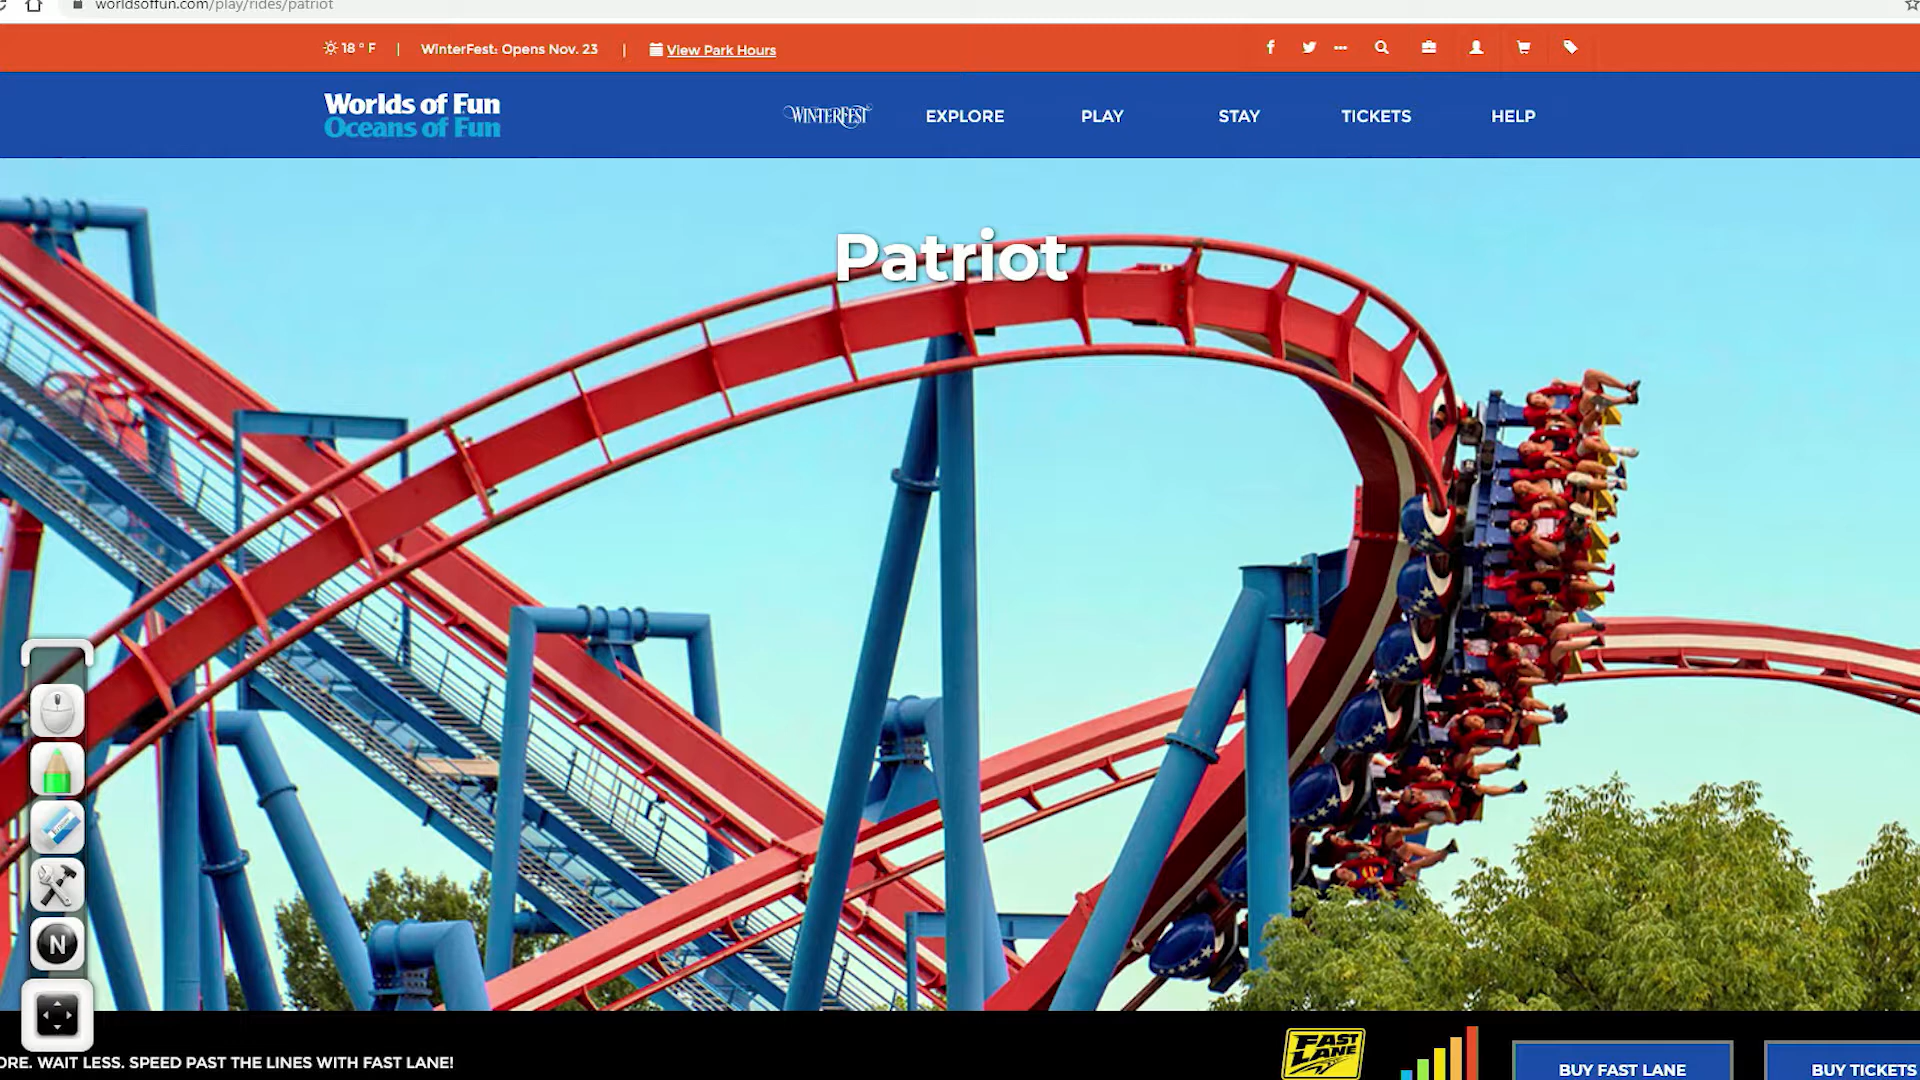 worldsoffun.com/play/rides/patriot
18 ° F | WinterFest: Opens Nov. 23 | View Park Hours
Worlds of Fun
Oceans of Fun
WINTERFEST EXPLORE PLAY STAY TICKETS HELP
Patriot
N
ORE. WAIT LESS. SPEED PAST THE LINES WITH FAST LANE!
FAST
LANE
BUY FAST LANE
BUY TICKETS